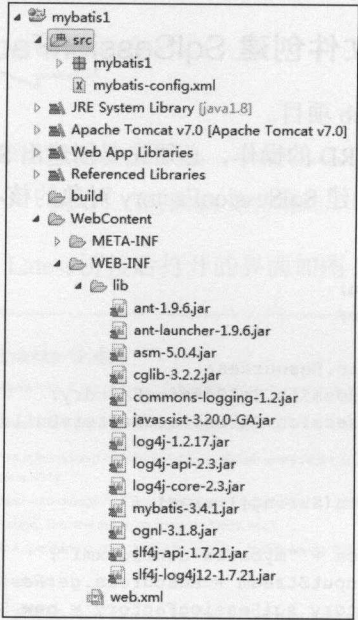 mybatis1
src
mybatis1
mybatis-config.xml
JRE System Library [java1.8]
Apache Tomcat v7.0 [Apache Tomcat v7.0]
Web App Libraries
Referenced Libraries
build
WebContent
META-INF
WEB-INF
lib
ant-1.9.6.jar
ant-launcher-1.9.6.jar
asm-5.0.4.jar
cglib-3.2.2.jar
commons-logging-1.2.jar
javassist-3.20.0-GA.jar
log4j-1.2.17.jar
log4j-api-2.3.jar
log4j-core-2.3.jar
mybatis-3.4.1.jar
ognl-3.1.8.jar
slf4j-api-1.7.21.jar
slf4j-log4j12-1.7.21.jar
web.xml